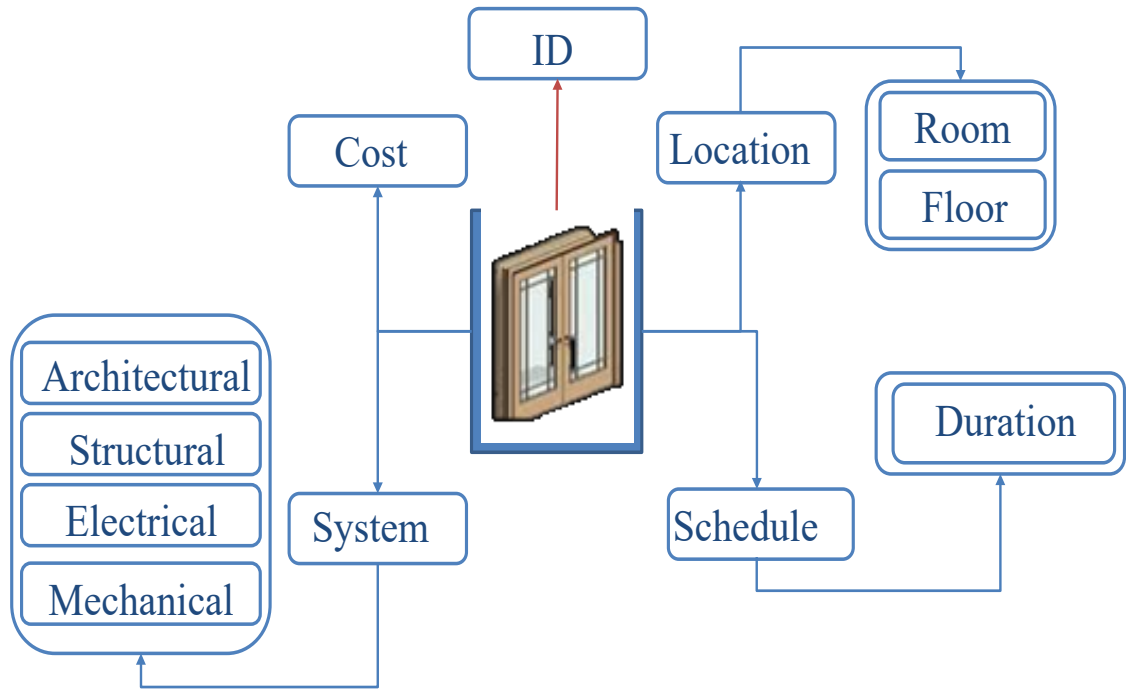 ID
Cost
Location
Room
Floor
Architectural
Structural
Electrical
Mechanical
System
Schedule
Duration